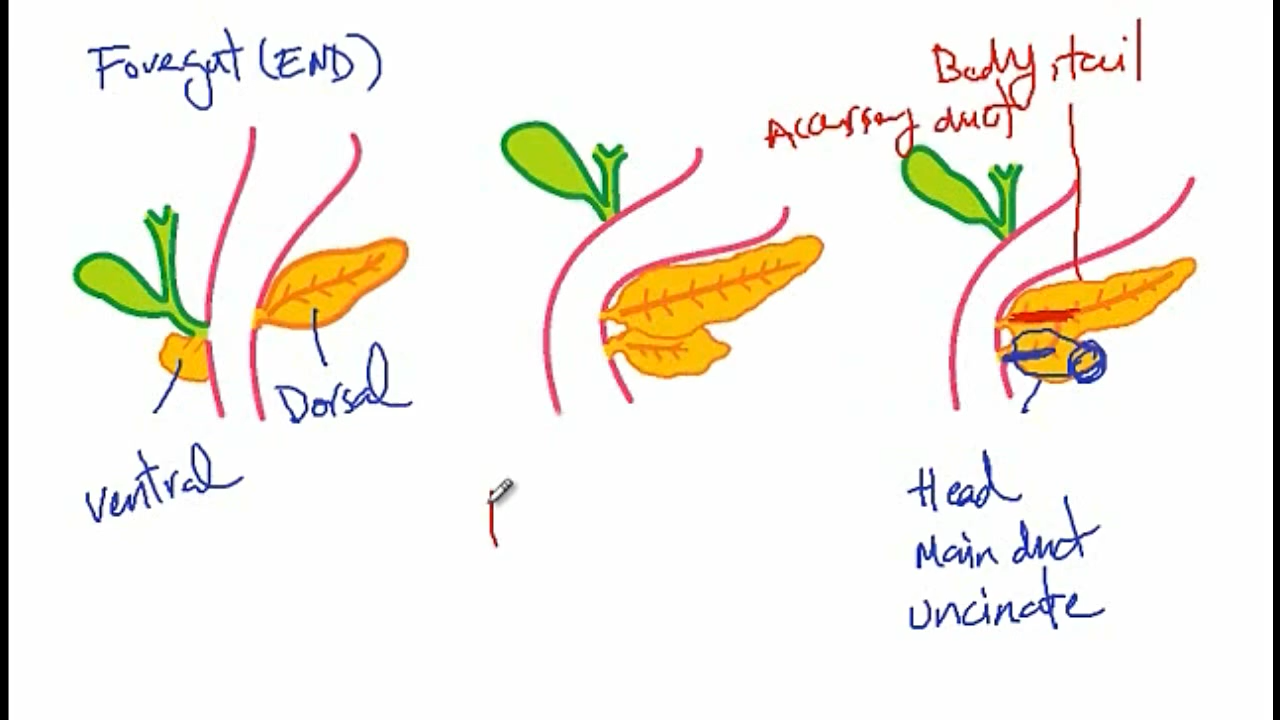 Foregut (END)
Body, tail
Accessory duct
Dorsal
ventral
Head
Main duct
uncinate